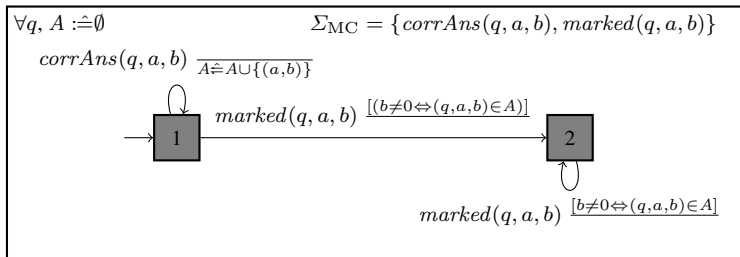 ∀q, A :≙ ∅ Σ_MC = {corrAns(q, a, b), marked(q, a, b)}
corrAns(q, a, b) A≙A∪{(a,b)}
marked(q, a, b) [(b≠0⇔(q,a,b)∈A)]
1
2
marked(q, a, b) [b≠0⇔(q,a,b)∈A]